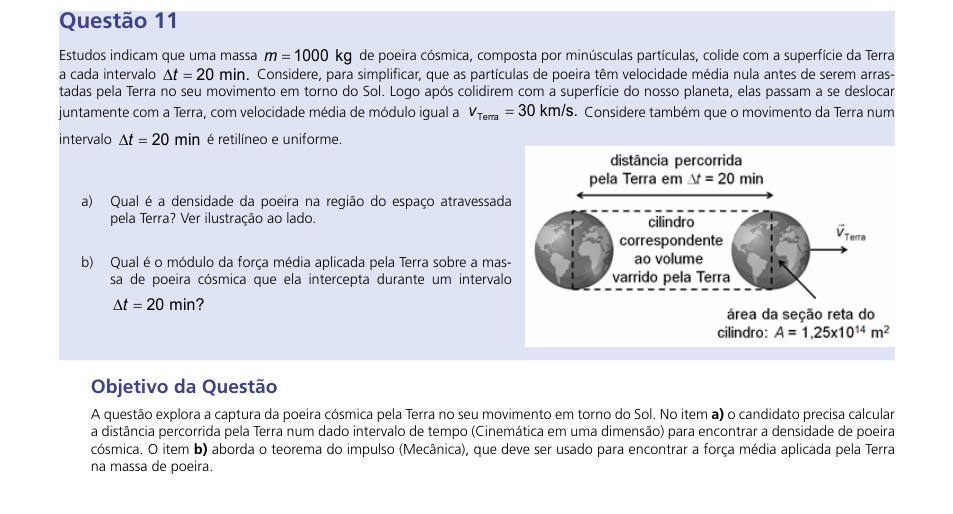 Questão 11
Estudos indicam que uma massa m = 1000 kg de poeira cósmica, composta por minúsculas partículas, colide com a superfície da Terra
a cada intervalo Δt = 20 min. Considere, para simplificar, que as partículas de poeira têm velocidade média nula antes de serem arras-
tadas pela Terra no seu movimento em torno do Sol. Logo após colidirem com a superfície do nosso planeta, elas passam a se deslocar
juntamente com a Terra, com velocidade média de módulo igual a vTerra = 30 km/s. Considere também que o movimento da Terra num
intervalo Δt = 20 min é retilíneo e uniforme.
a) Qual é a densidade da poeira na região do espaço atravessada
pela Terra? Ver ilustração ao lado.
b) Qual é o módulo da força média aplicada pela Terra sobre a mas-
sa de poeira cósmica que ela intercepta durante um intervalo
Δt = 20 min?
distância percorrida
pela Terra em Δt = 20 min
cilindro
correspondente
ao volume
varrido pela Terra
v⃗Terra
área da seção reta do
cilindro: A = 1,25x10¹⁴ m²
Objetivo da Questão
A questão explora a captura da poeira cósmica pela Terra no seu movimento em torno do Sol. No item a) o candidato precisa calcular
a distância percorrida pela Terra num dado intervalo de tempo (Cinemática em uma dimensão) para encontrar a densidade de poeira
cósmica. O item b) aborda o teorema do impulso (Mecânica), que deve ser usado para encontrar a força média aplicada pela Terra
na massa de poeira.